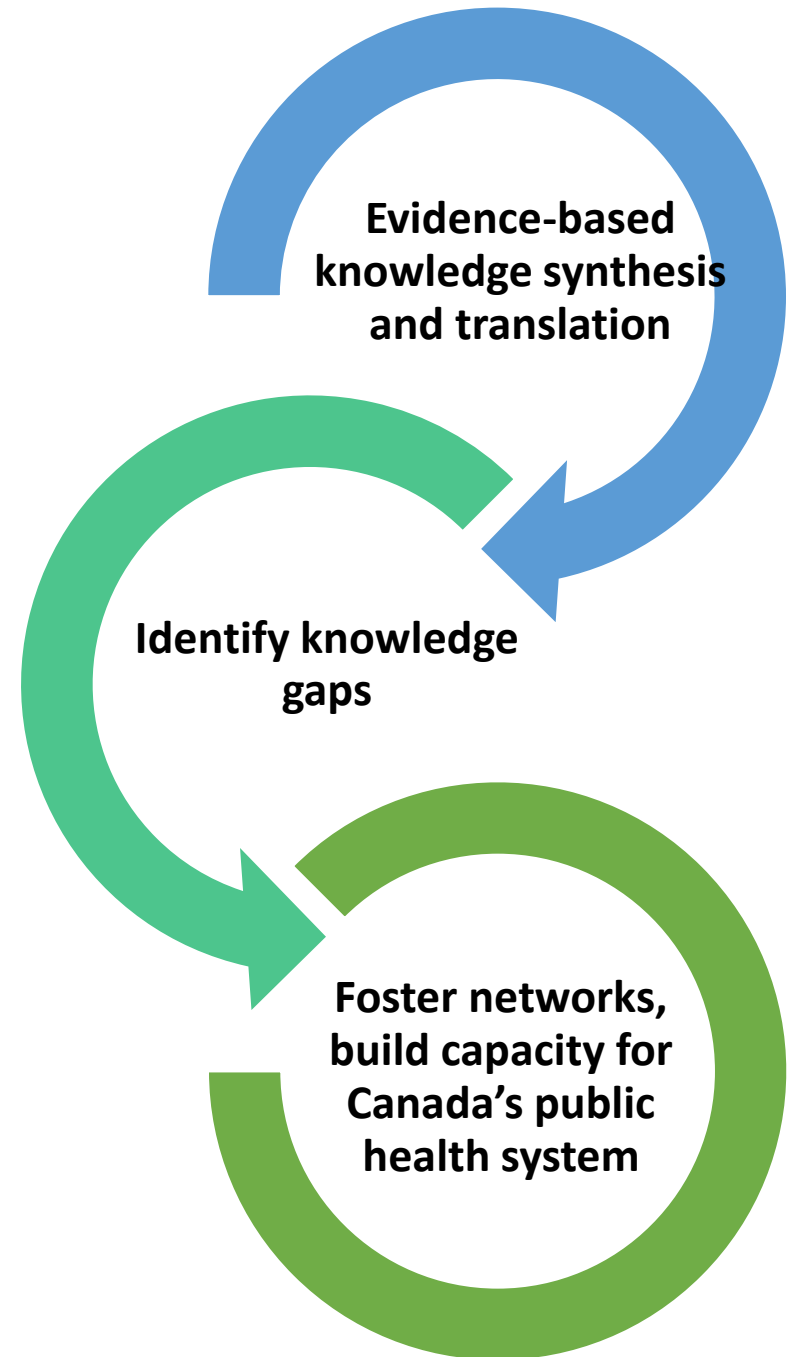 Evidence-based
knowledge synthesis
and translation
Identify knowledge
gaps
Foster networks,
build capacity for
Canada’s public
health system